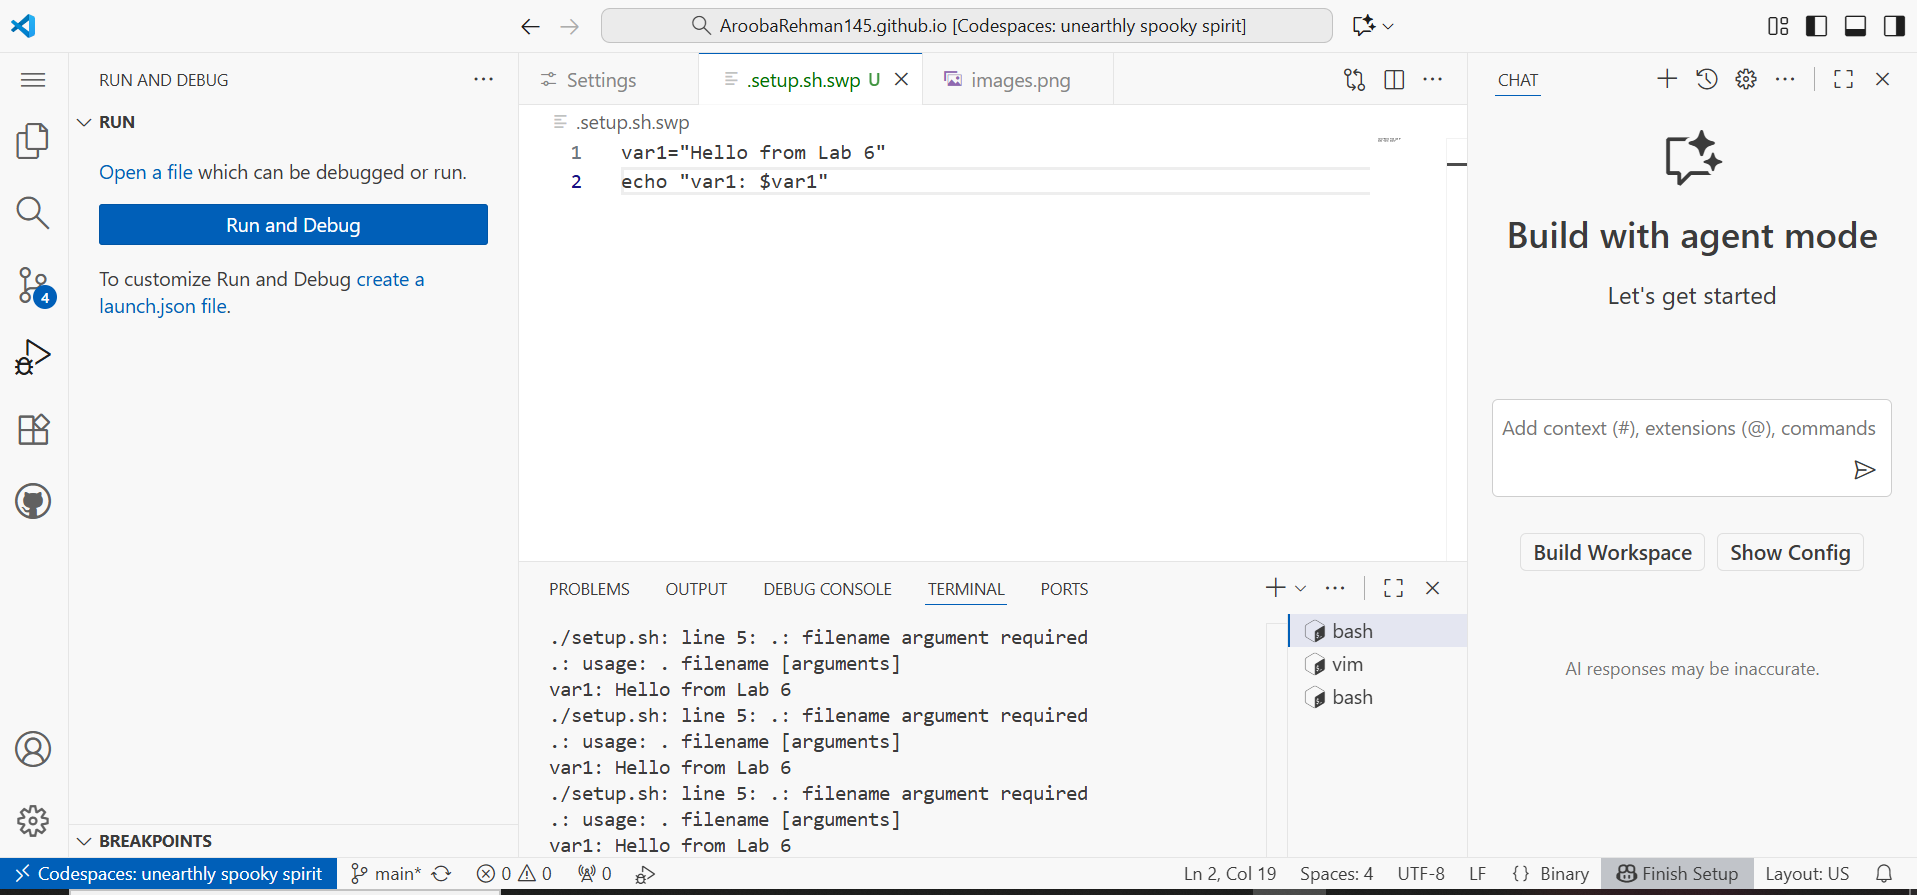 AroobaRehman145.github.io [Codespaces: unearthly spooky spirit]
RUN AND DEBUG
RUN
Open a file which can be debugged or run.
Run and Debug
To customize Run and Debug create a
launch.json file.
4
BREAKPOINTS
Settings
.setup.sh.swp U
images.png
.setup.sh.swp
1 var1="Hello from Lab 6"
2 echo "var1: $var1"
PROBLEMS OUTPUT DEBUG CONSOLE TERMINAL PORTS
./setup.sh: line 5: .: filename argument required
.: usage: . filename [arguments]
var1: Hello from Lab 6
./setup.sh: line 5: .: filename argument required
.: usage: . filename [arguments]
var1: Hello from Lab 6
./setup.sh: line 5: .: filename argument required
.: usage: . filename [arguments]
var1: Hello from Lab 6
bash
vim
bash
CHAT
Build with agent mode
Let's get started
Add context (#), extensions (@), commands
Build Workspace Show Config
AI responses may be inaccurate.
Codespaces: unearthly spooky spirit main* 0 0 0 Ln 2, Col 19 Spaces: 4 UTF-8 LF {} Binary Finish Setup Layout: US